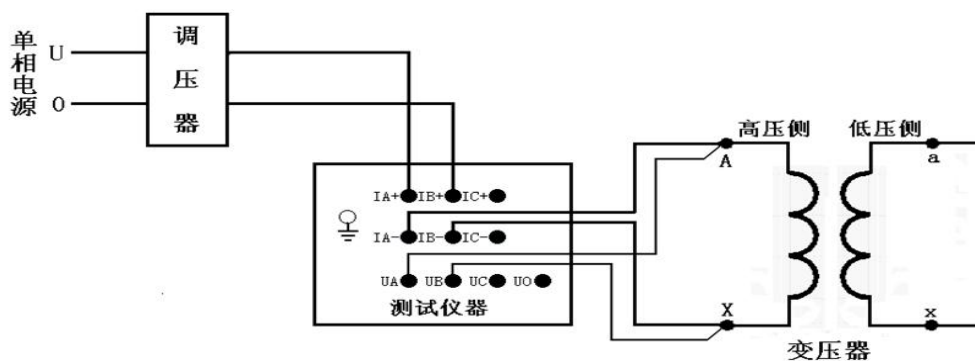 单相电源
U
0
调压器
高压侧 低压侧
A a
IA+ IB+ IC+
IA- IB- IC-
UA UB UC UO
测试仪器
X x
变压器